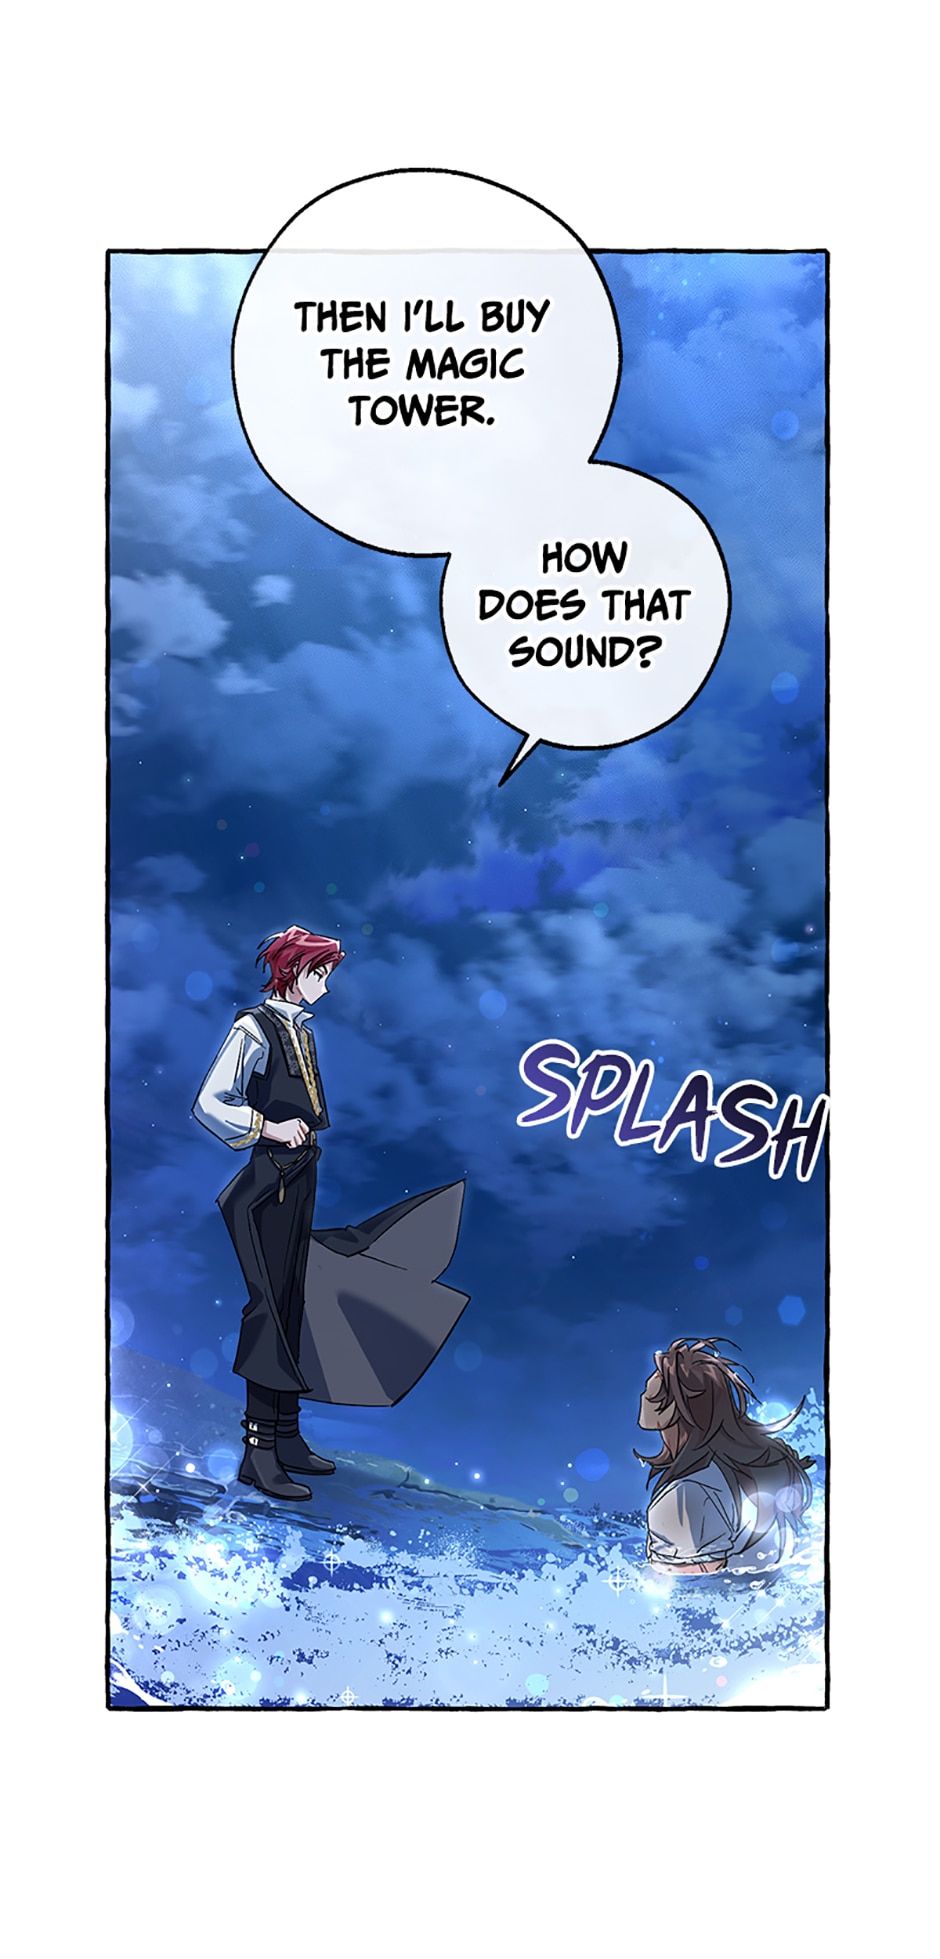 THEN I'LL BUY
THE MAGIC
TOWER.
HOW
DOES THAT
SOUND?
SPLASH